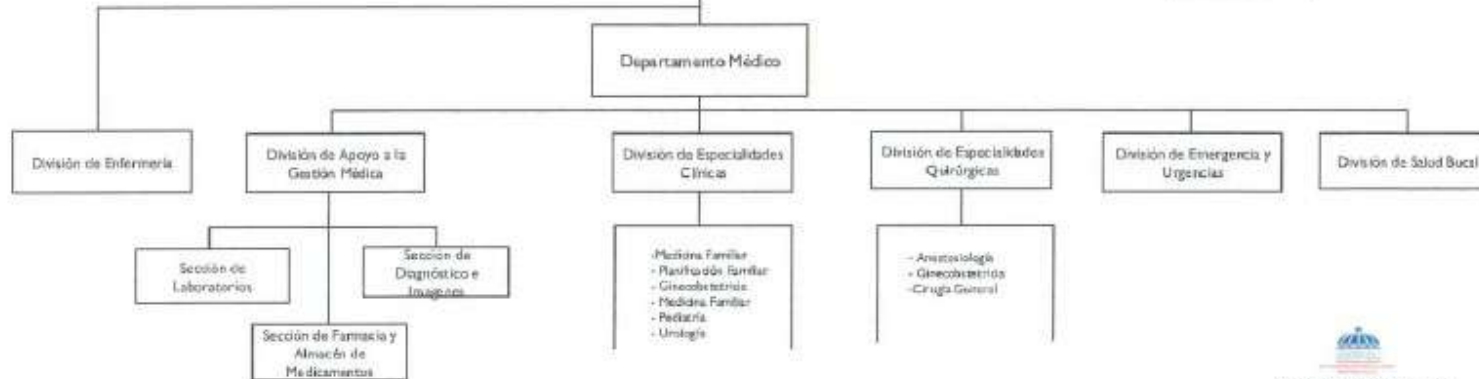 Departamento Médico
División de Enfermería
División de Apoyo a la
Gestión Médica
División de Especialidades
Clínicas
División de Especialidades
Quirúrgicas
División de Emergencia y
Urgencias
División de Salud Bucal
Sección de
Laboratorios
Sección de
Diagnóstico e
Imagenes
Sección de Farmacia y
Almacén de
Medicamentos
-Medicina Familiar
- Planificación Familiar
- Ginecobstetricia
- Medicina Familiar
- Pediatría
- Urología
- Anestesiología
- Ginecobstetricia
-Cirugía General